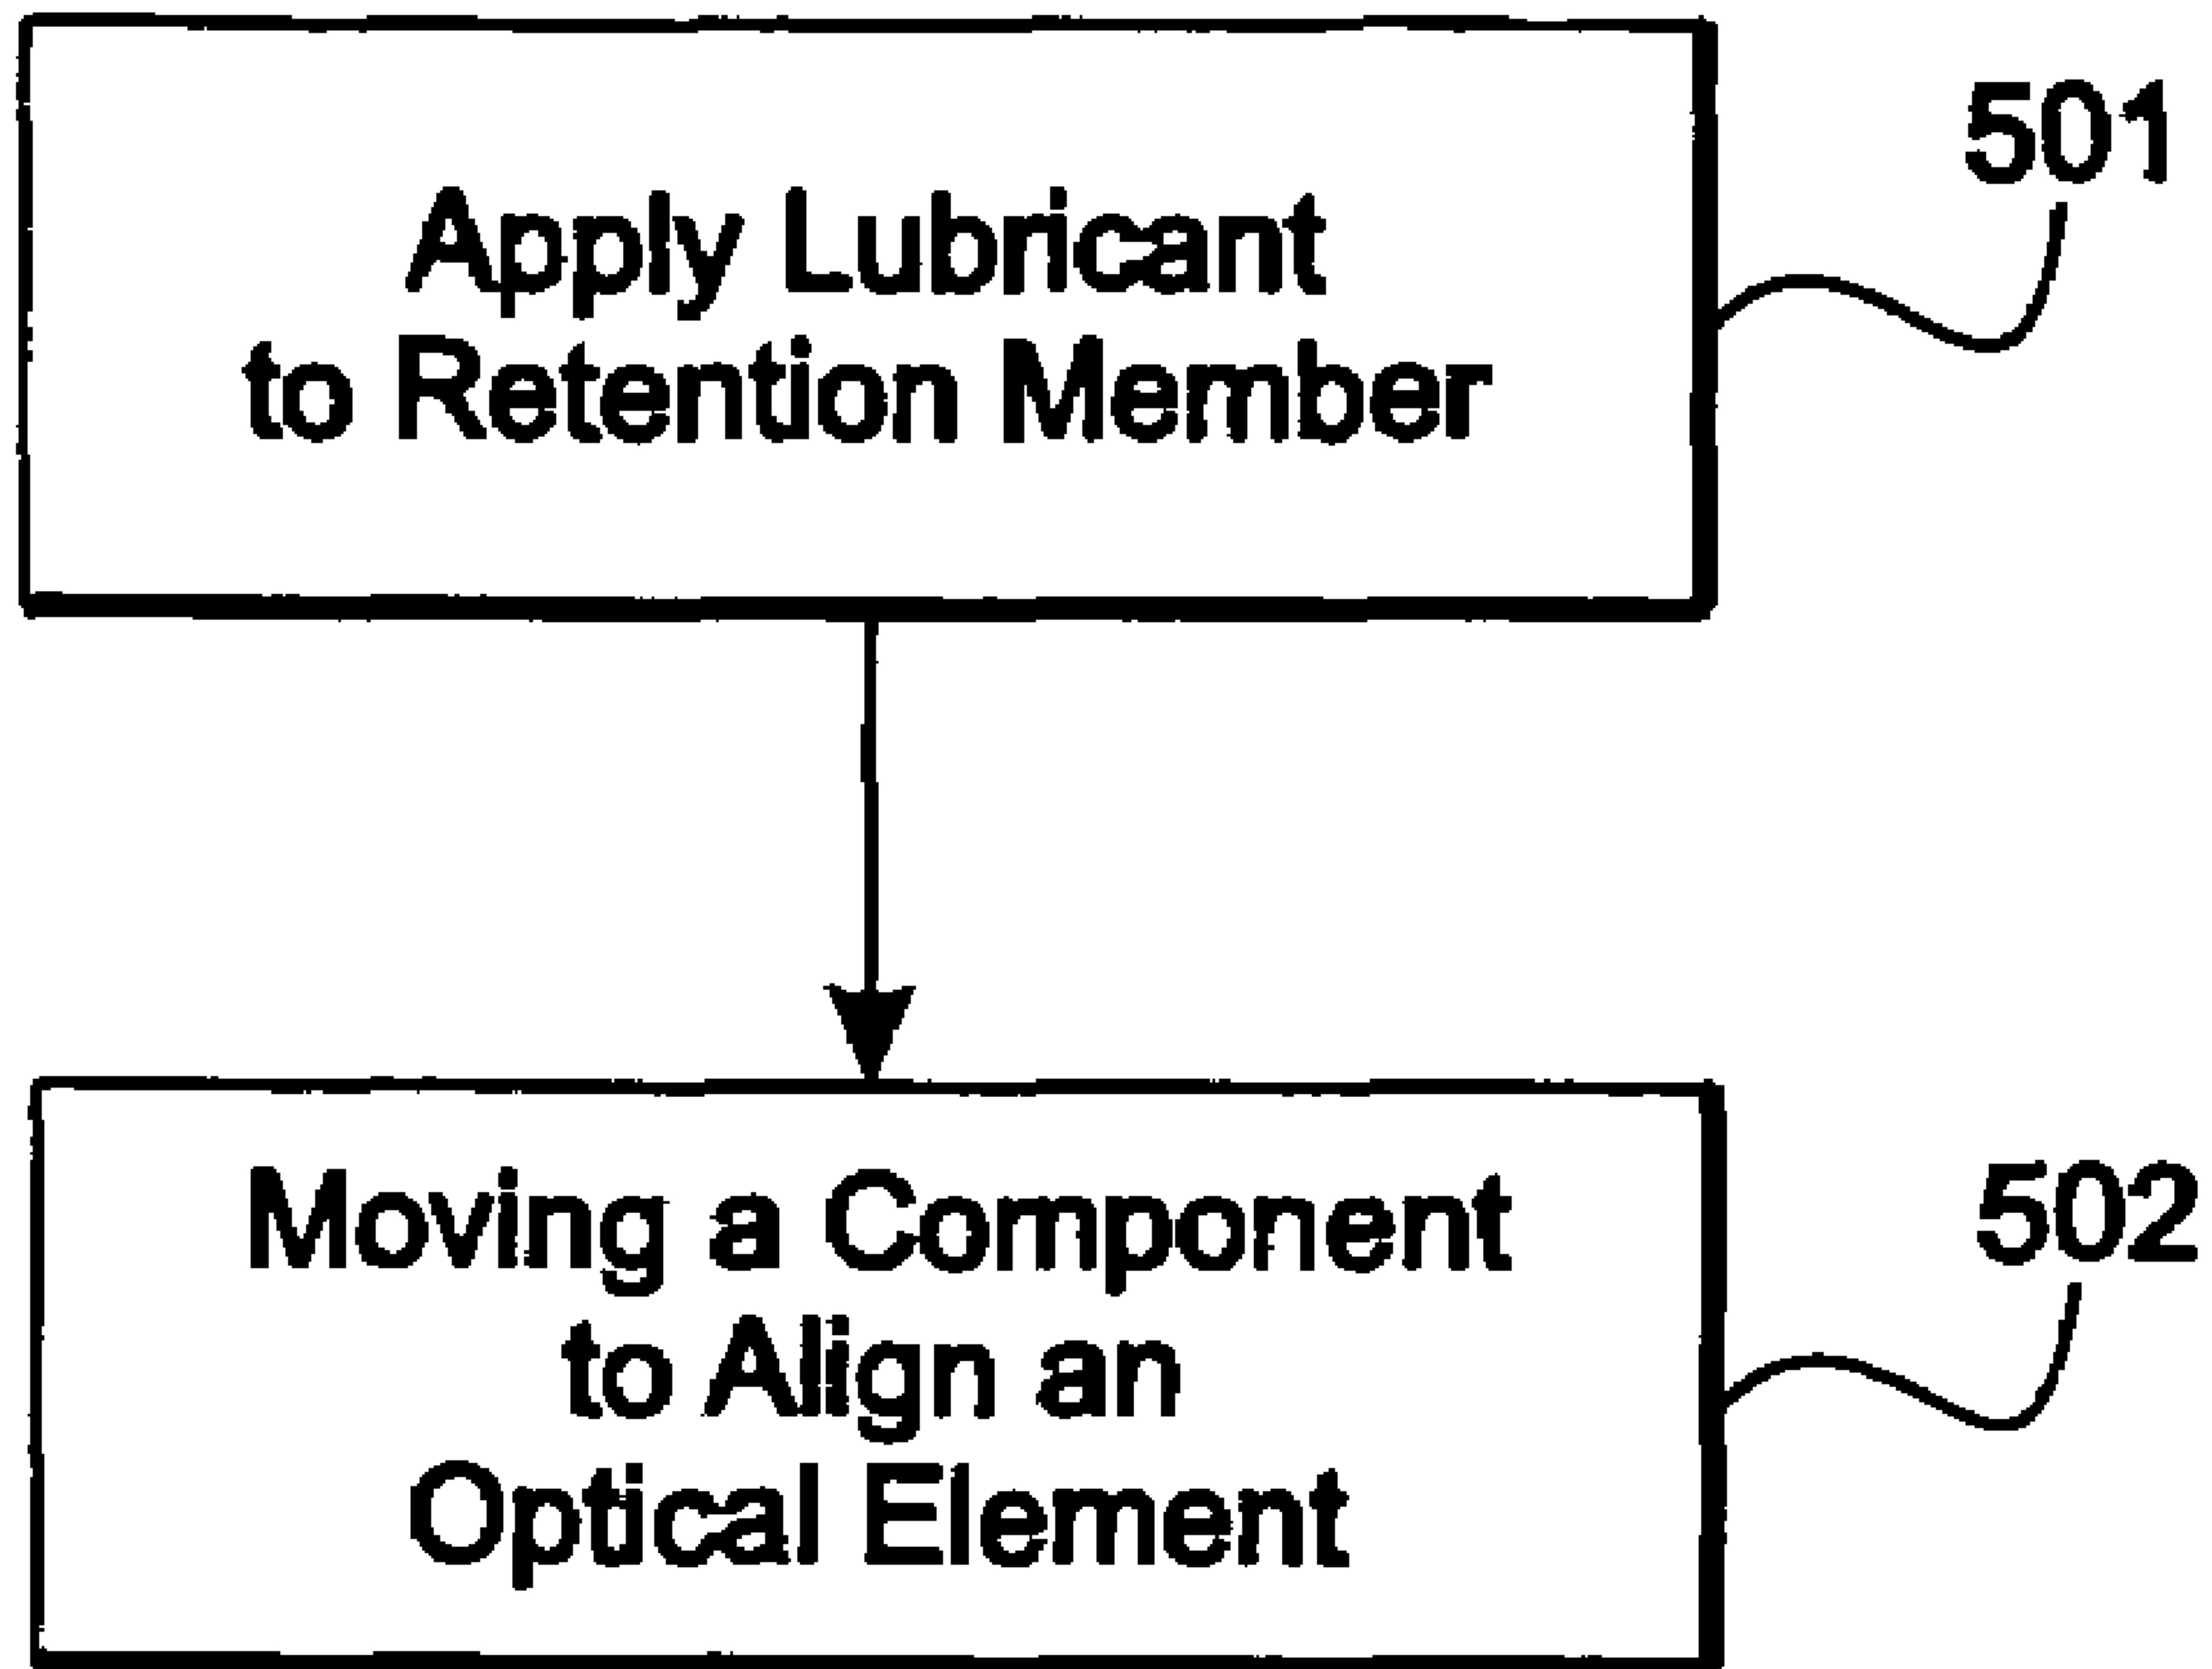 501
Apply Lubricant
to Retention Member
Moving a Component
to Align an
Optical Element
502